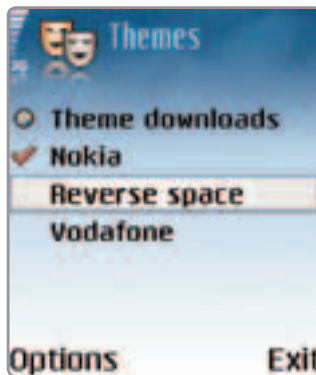 Themes
Theme downloads
Nokia
Reverse space
Vodafone
Options Exit